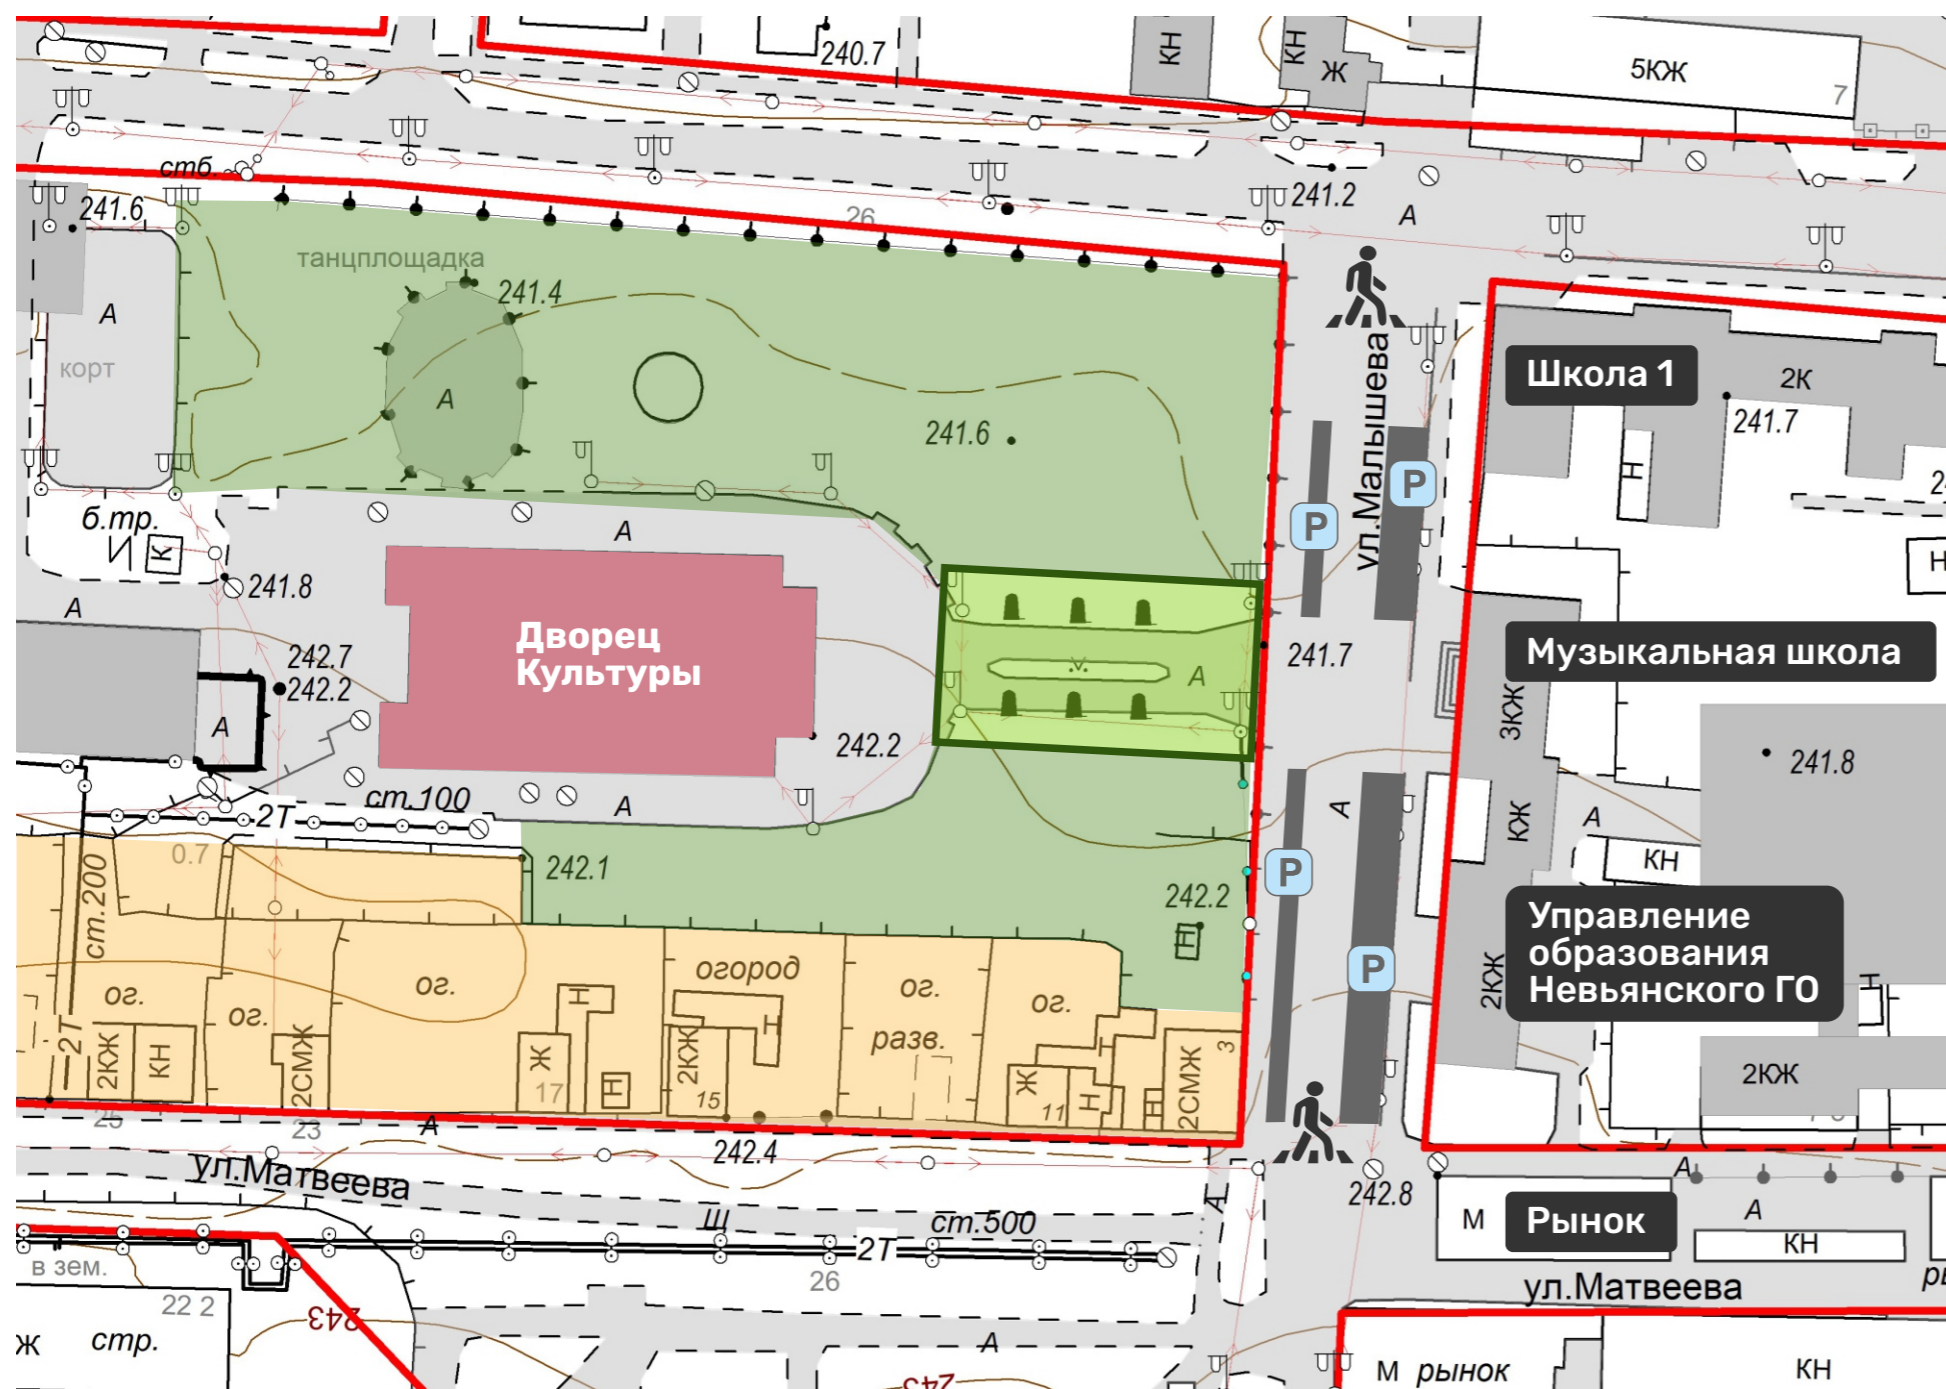 240.7
КН
КН
Ж
5КЖ
7
стб.
241.6
26
241.2
А
танцплощадка
241.4
А
корт
А
241.6
ул.Малышева
Школа 1
2К
241.7
Н
24
P
P
б.тр.
И
К
241.8
А
А
Н
242.7
242.2
А
Дворец
Культуры
242.2
А
241.7
Музыкальная школа
3КЖ
241.8
ст.100
А
2Т
А
КЖ
А
КН
0.7
ст.200
242.1
242.2
Н
P
P
Управление
образования
Невьянского ГО
2КЖ
Н
ог.
ог.
ог.
огород
ог.
разв.
ог.
2Т
2КЖ
КН
2СМЖ
Ж
17
Н
Н
2КЖ
15
Н
Ж
11
Н
Т
Н
2СМЖ
3
2КЖ
25
23
А
242.4
ул.Матвеева
А
242.8
А
М
Рынок
А
КН
Щ
ст.500
2Т
26
в зем.
22 2
243
ул.Матвеева
Ж
стр.
А
243
М
рынок
КН